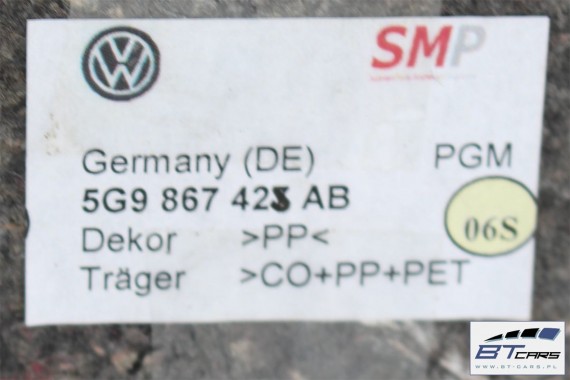 SMP
Germany (DE) PGM
5G9 867 428 AB
06S
Dekor >PP<
Träger >CO+PP+PET
BTCARS
WWW.BT-CARS.PL